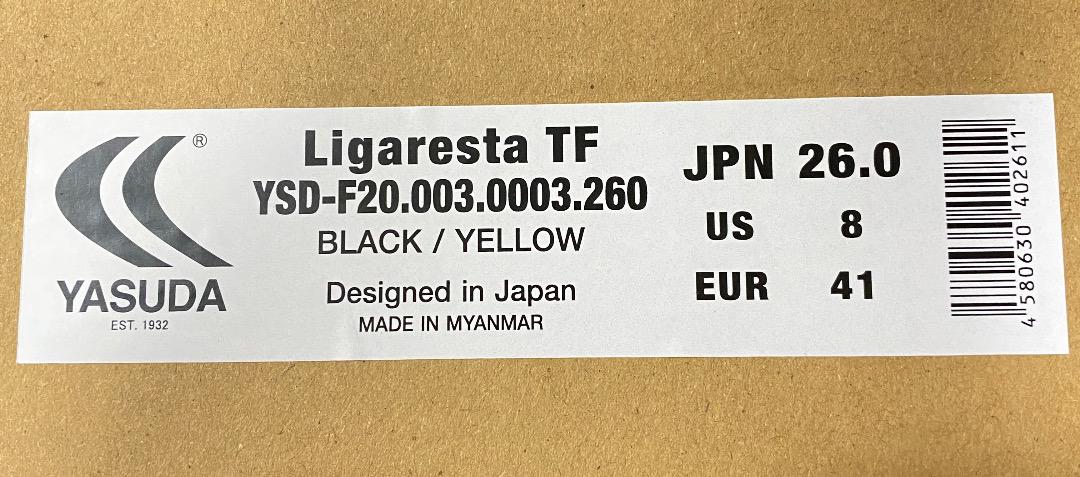 ®
YASUDA
EST. 1932
Ligaresta TF
YSD-F20.003.0003.260
BLACK / YELLOW
Designed in Japan
MADE IN MYANMAR
JPN 26.0
US 8
EUR 41
4 580630 402611